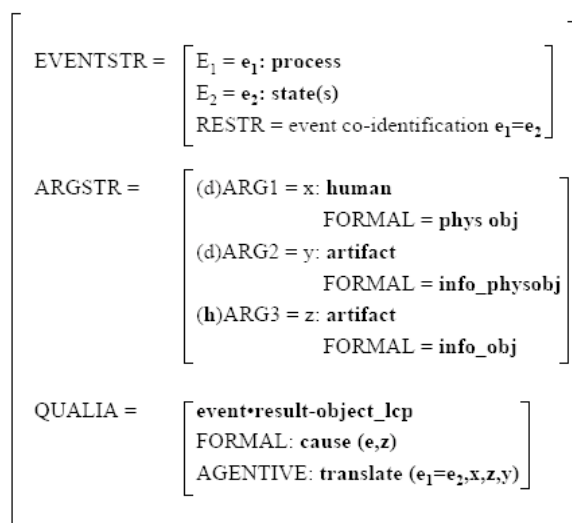 EVENTSTR = E₁ = e₁: process
E₂ = e₂: state(s)
RESTR = event co-identification e₁=e₂
ARGSTR = (d)ARG1 = x: human
FORMAL = phys obj
(d)ARG2 = y: artifact
FORMAL = info_physobj
(h)ARG3 = z: artifact
FORMAL = info_obj
QUALIA = event•result-object_lcp
FORMAL: cause (e,z)
AGENTIVE: translate (e₁=e₂,x,z,y)